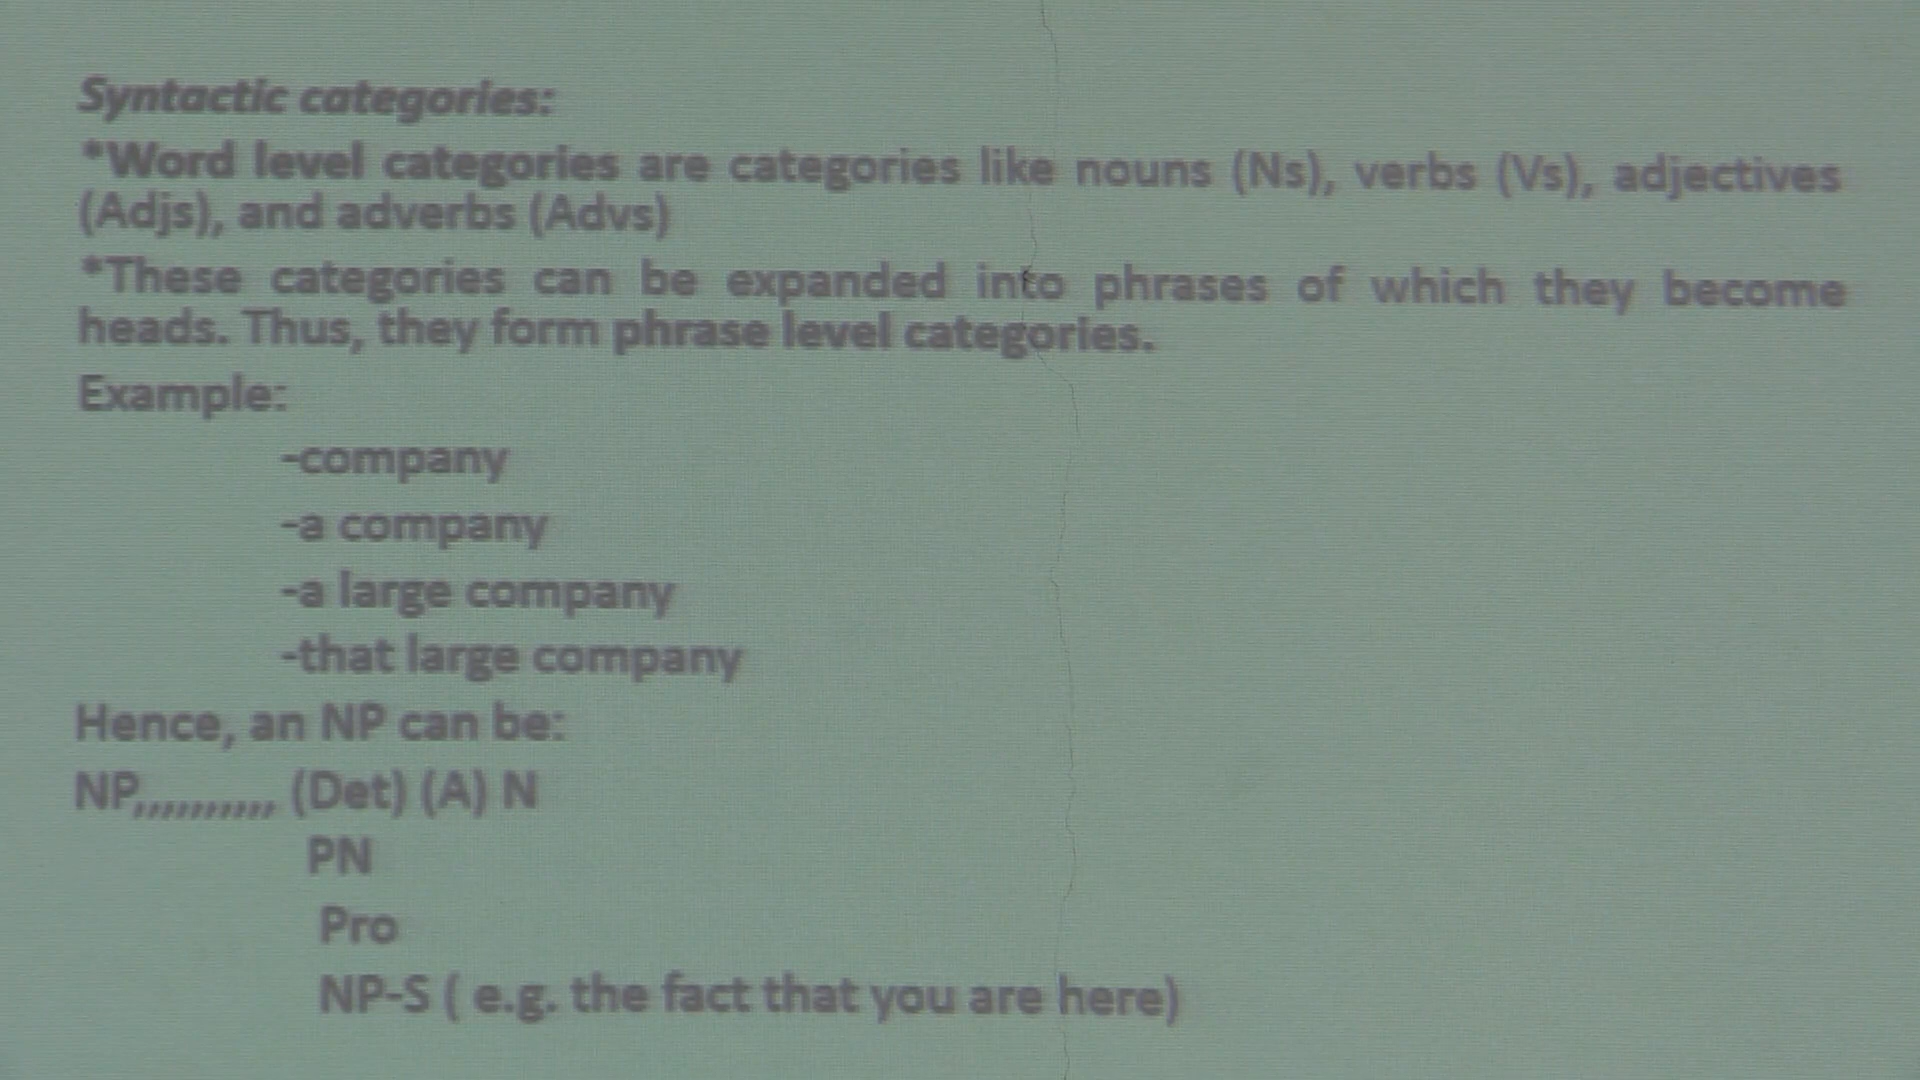 Syntactic categories:
*Word level categories are categories like nouns (Ns), verbs (Vs), adjectives
(Adjs), and adverbs (Advs)
*These categories can be expanded into phrases of which they become
heads. Thus, they form phrase level categories.
Example:
-company
-a company
-a large company
-that large company
Hence, an NP can be:
NP,,,,,,,,,,, (Det) (A) N
PN
Pro
NP-S ( e.g. the fact that you are here)